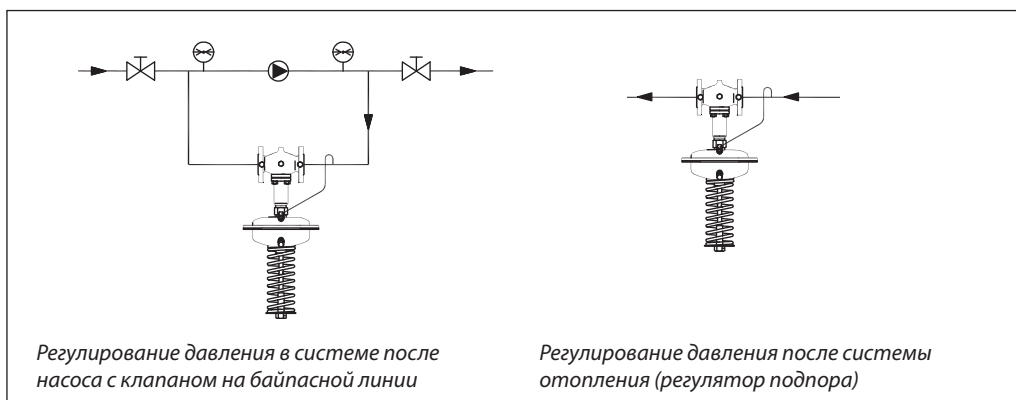 Регулирование давления в системе после
насоса с клапаном на байпасной линии
Регулирование давления после системы
отопления (регулятор подпора)